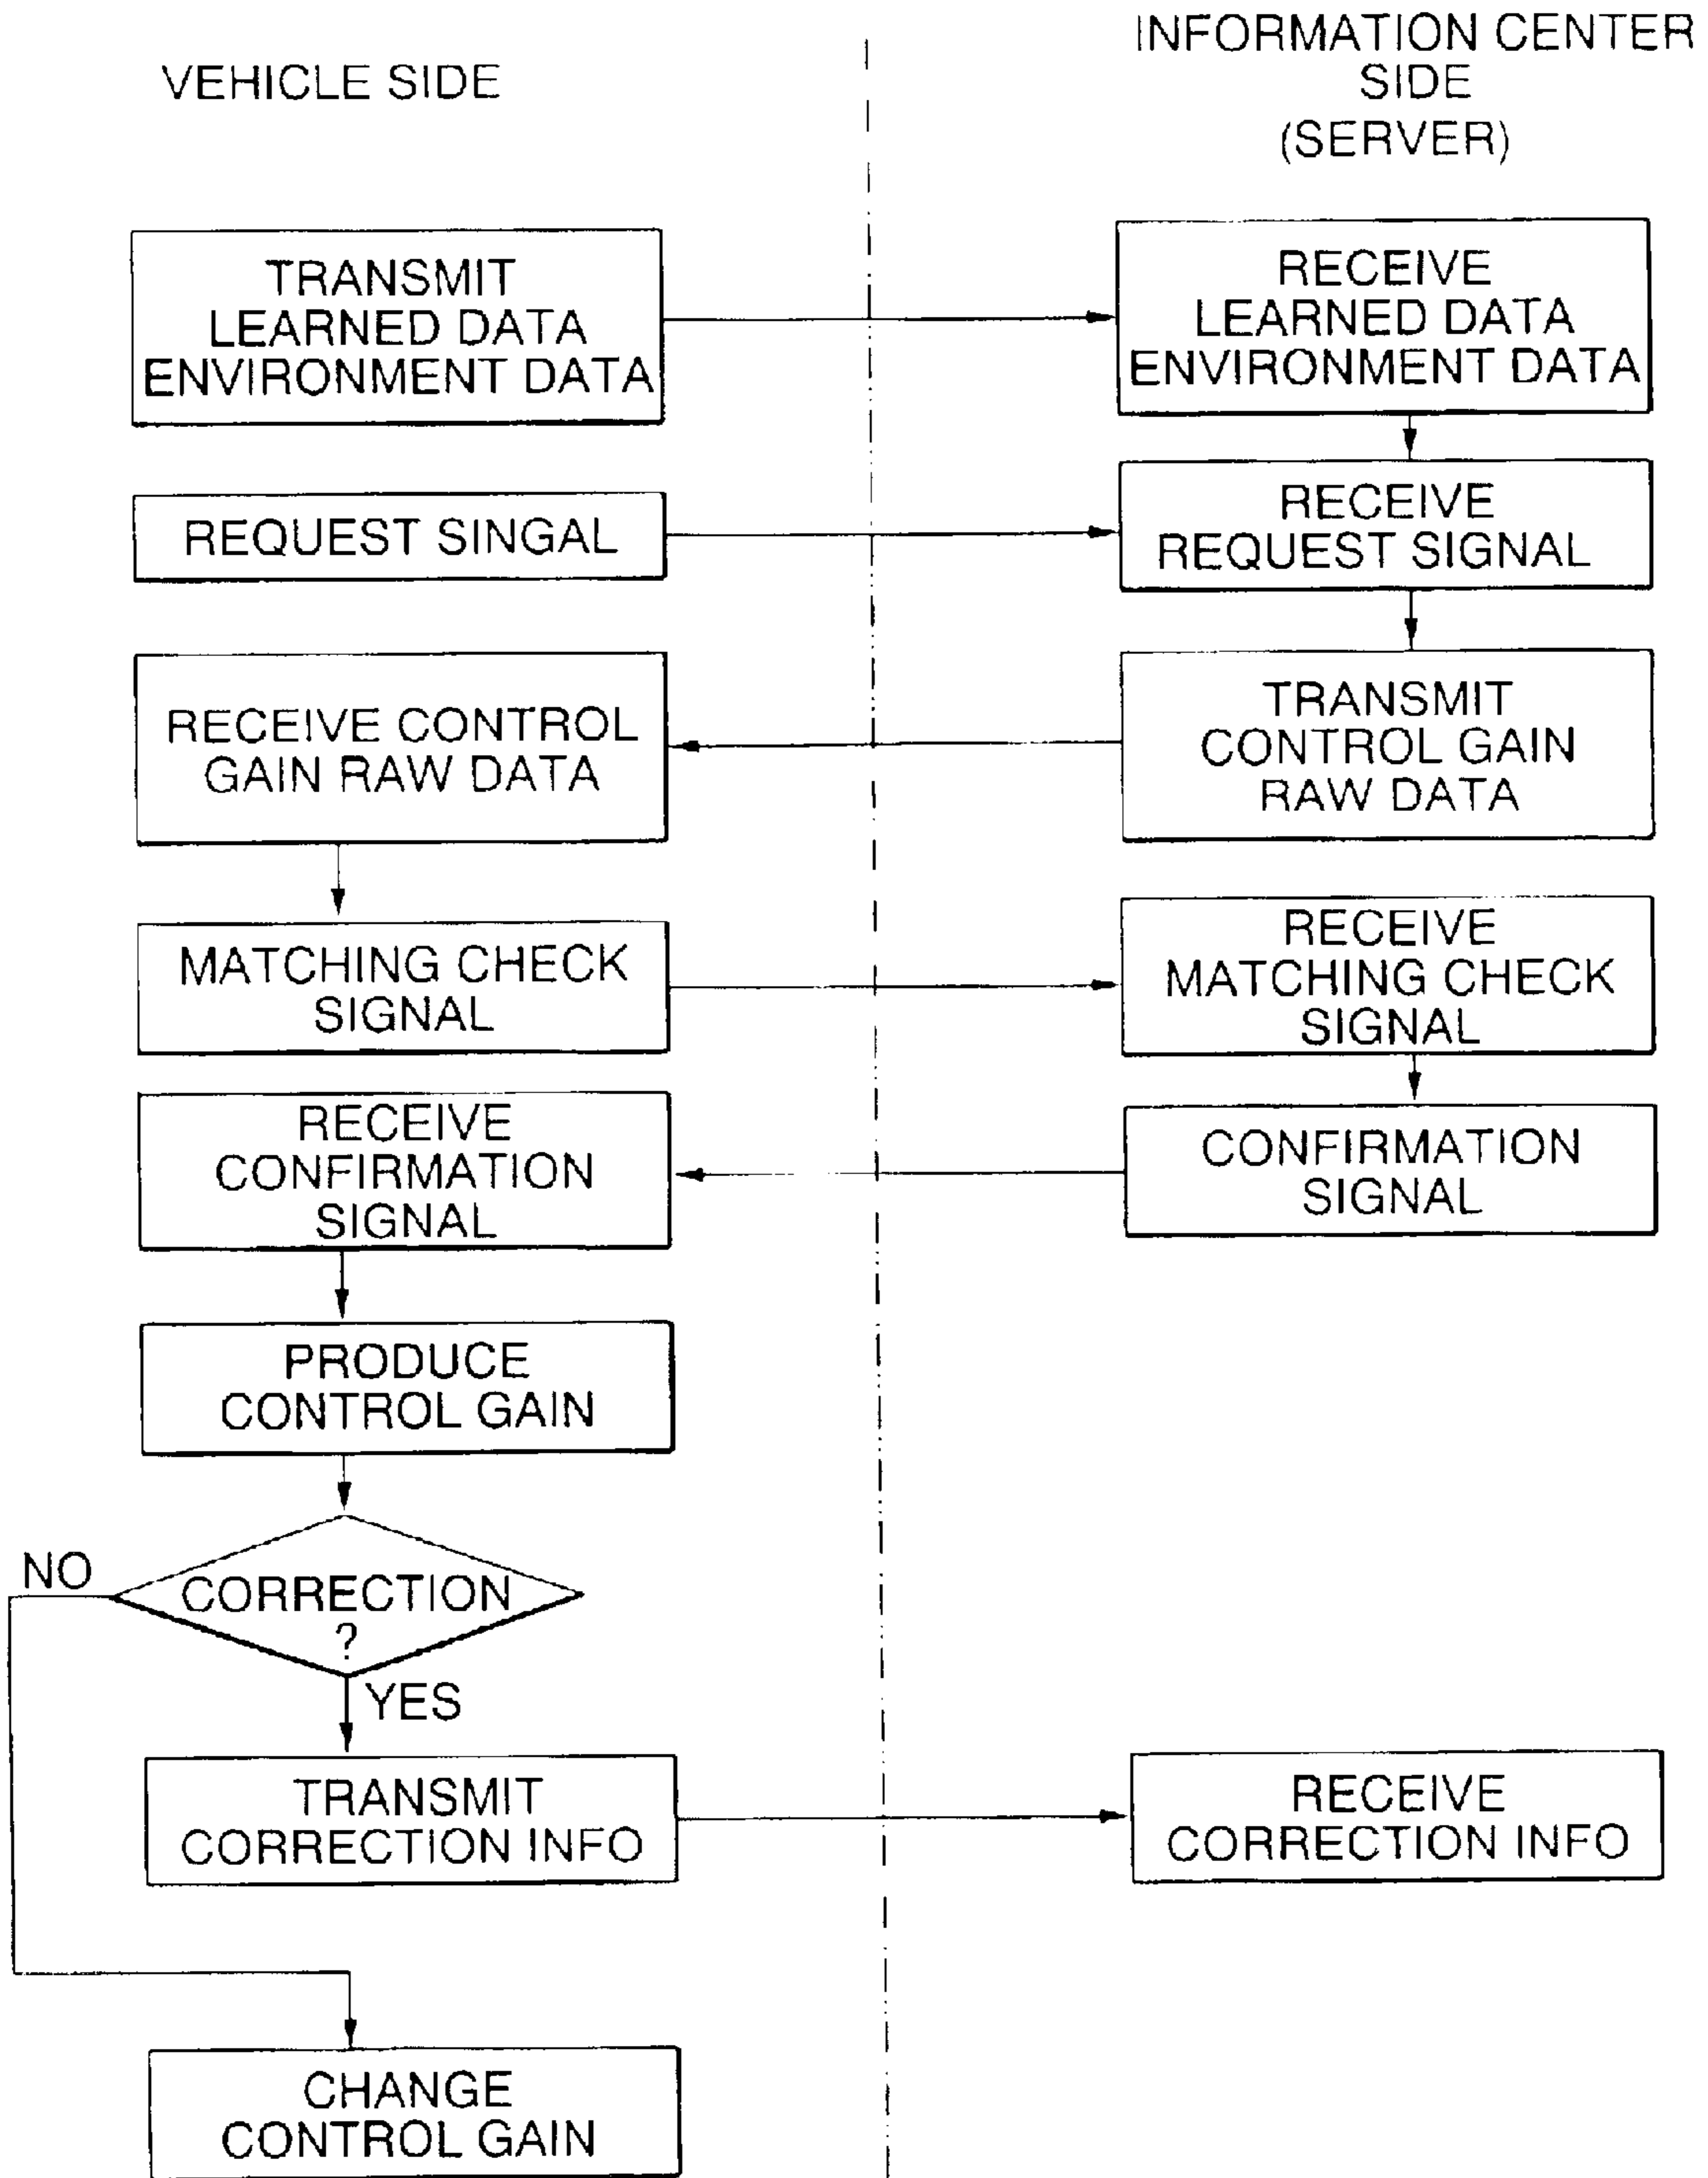 VEHICLE SIDE
INFORMATION CENTER
SIDE
(SERVER)
TRANSMIT
LEARNED DATA
ENVIRONMENT DATA
RECEIVE
LEARNED DATA
ENVIRONMENT DATA
REQUEST SINGAL
RECEIVE
REQUEST SIGNAL
RECEIVE CONTROL
GAIN RAW DATA
TRANSMIT
CONTROL GAIN
RAW DATA
MATCHING CHECK
SIGNAL
RECEIVE
MATCHING CHECK
SIGNAL
RECEIVE
CONFIRMATION
SIGNAL
CONFIRMATION
SIGNAL
PRODUCE
CONTROL GAIN
NO
CORRECTION
?
YES
TRANSMIT
CORRECTION INFO
RECEIVE
CORRECTION INFO
CHANGE
CONTROL GAIN